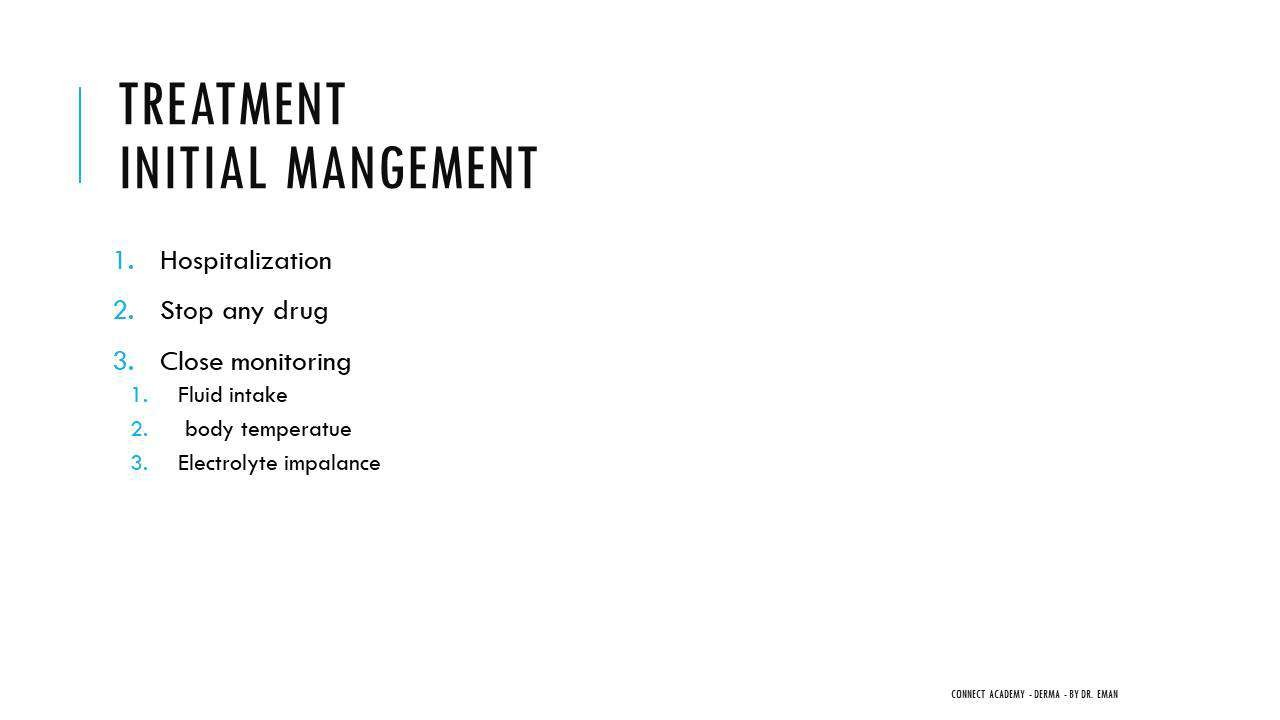 TREATMENT
INITIAL MANGEMENT
1. Hospitalization
2. Stop any drug
3. Close monitoring
1. Fluid intake
2. body temperatue
3. Electrolyte impalance
CONNECT ACADEMY - DERMA - BY DR. EMAN